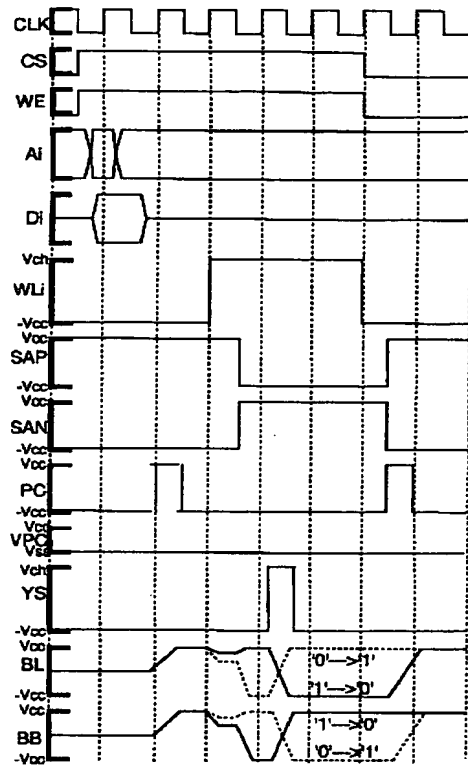 CLK
CS
WE
Ai
Di
Vch
WLi
-Vcc
Vcc
SAP
-Vcc
Vcc
SAN
-Vcc
Vcc
PC
-Vcc
Vcc
VPC
Vss
Vch
YS
-Vcc
Vcc
BL '0'→'1'
-Vcc '1'→'0'
Vcc
BB '1'→'0'
-Vcc '0'→'1'